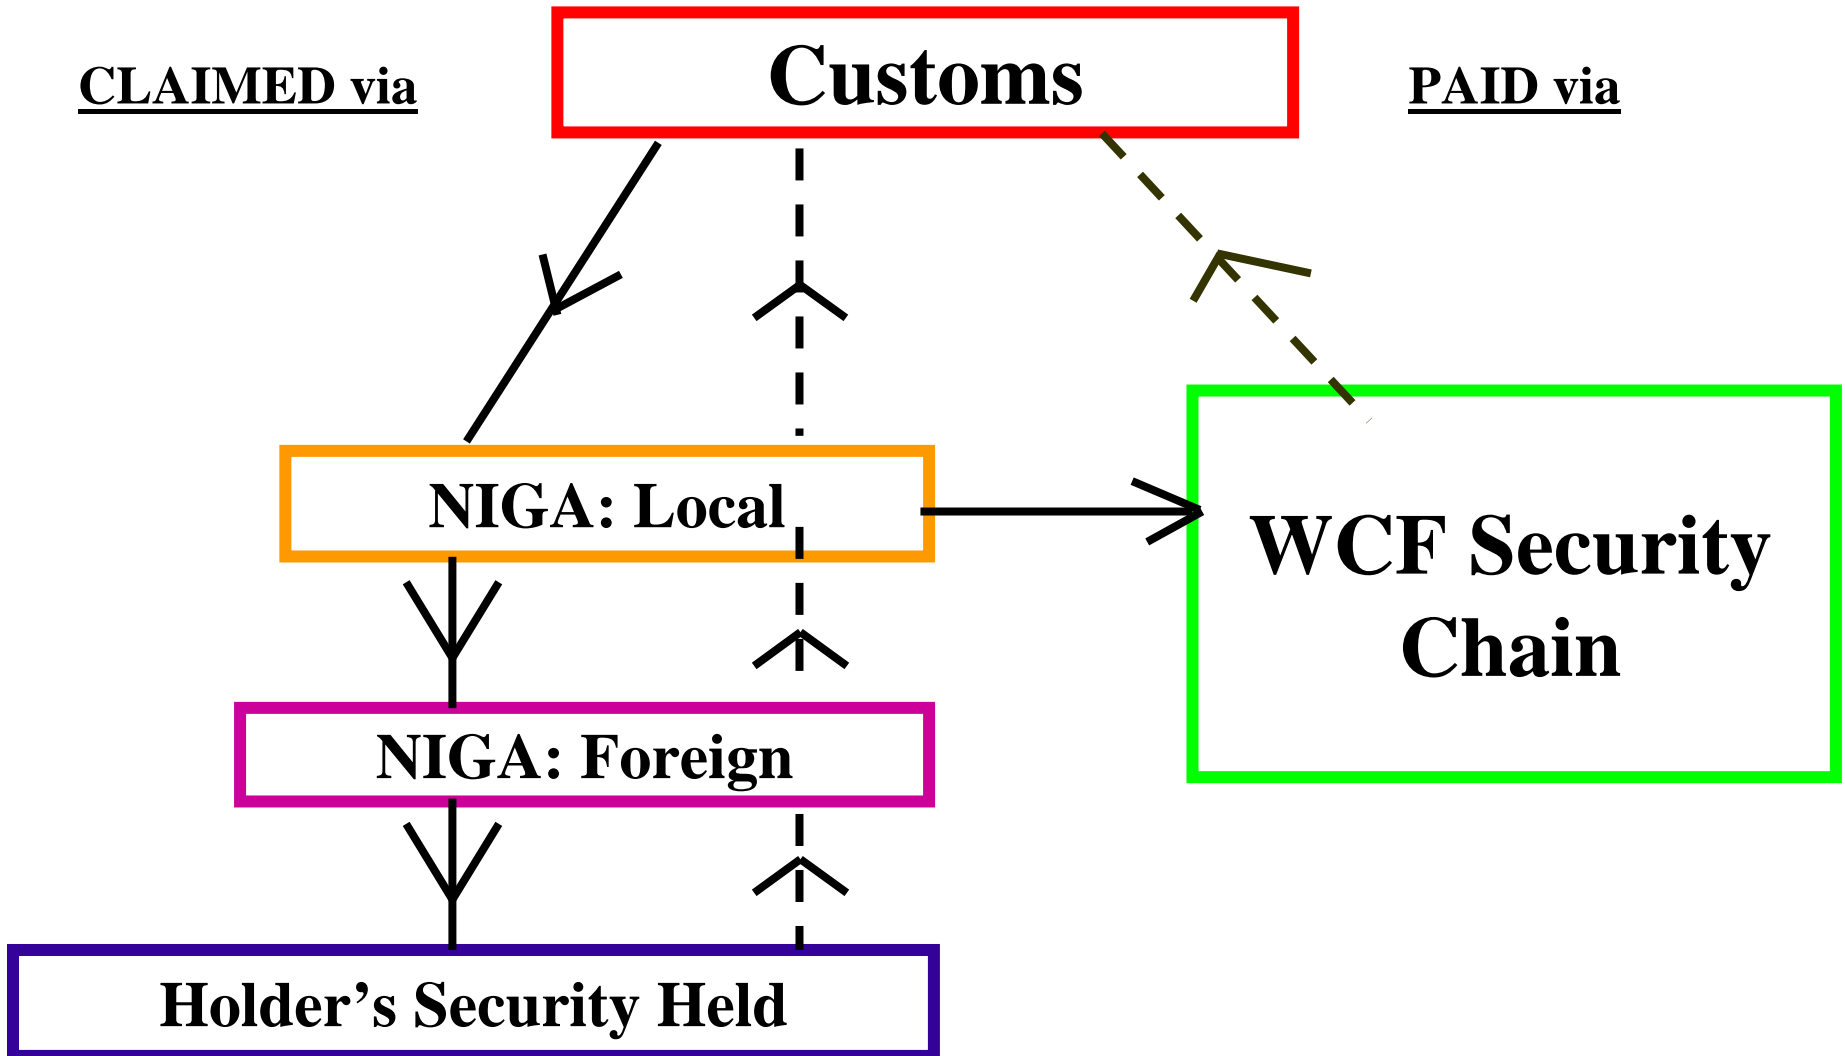 Customs
CLAIMED via
PAID via
NIGA: Local
WCF Security
Chain
NIGA: Foreign
Holder’s Security Held